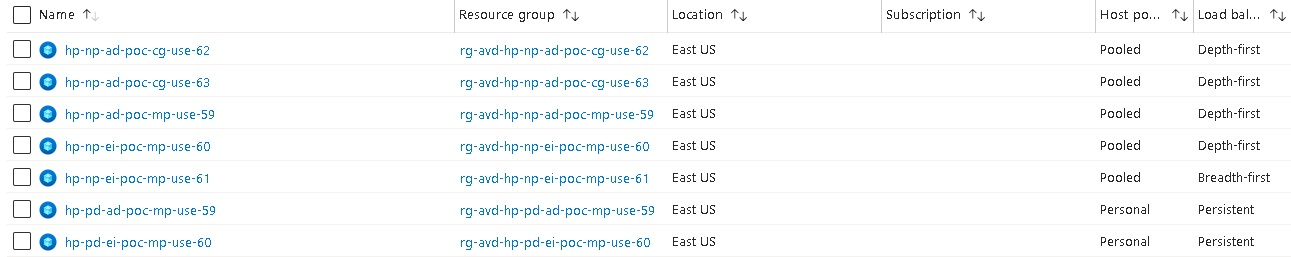 Name Resource group Location Subscription Host po... Load bal...
hp-np-ad-poc-cg-use-62 rg-avd-hp-np-ad-poc-cg-use-62 East US Pooled Depth-first
hp-np-ad-poc-cg-use-63 rg-avd-hp-np-ad-poc-cg-use-63 East US Pooled Depth-first
hp-np-ad-poc-mp-use-59 rg-avd-hp-np-ad-poc-mp-use-59 East US Pooled Depth-first
hp-np-ei-poc-mp-use-60 rg-avd-hp-np-ei-poc-mp-use-60 East US Pooled Depth-first
hp-np-ei-poc-mp-use-61 rg-avd-hp-np-ei-poc-mp-use-61 East US Pooled Breadth-first
hp-pd-ad-poc-mp-use-59 rg-avd-hp-pd-ad-poc-mp-use-59 East US Personal Persistent
hp-pd-ei-poc-mp-use-60 rg-avd-hp-pd-ei-poc-mp-use-60 East US Personal Persistent